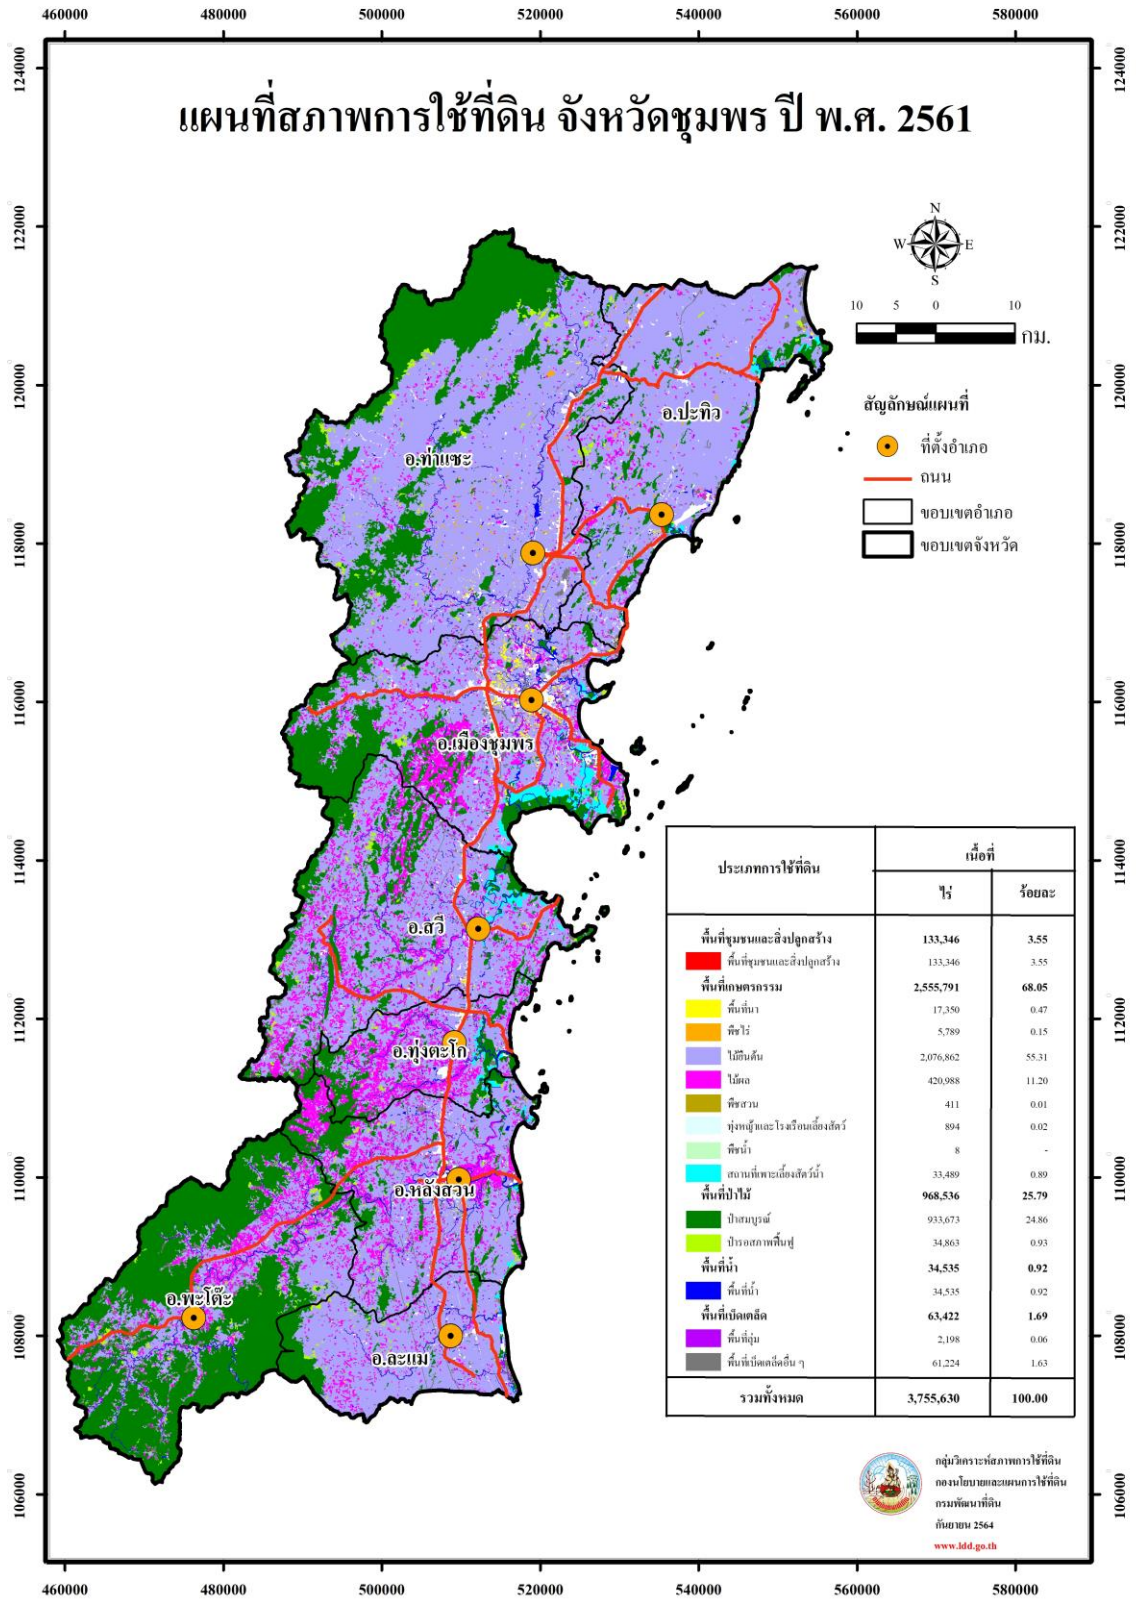 460000 480000 500000 520000 540000 560000 580000
แผนที่สภาพการใช้ที่ดิน จังหวัดชุมพร ปี พ.ศ. 2561
124000 124000
122000 122000
120000 120000
118000 118000
116000 116000
114000 114000
112000 112000
110000 110000
108000 108000
106000 106000
N
W E
S
10 5 0 10
กม.
สัญลักษณ์แผนที่
ที่ตั้งอำเภอ
ถนน
ขอบเขตอำเภอ
ขอบเขตจังหวัด
อ.ปะทิว
อ.ท่าแซะ
อ.เมืองชุมพร
อ.สวี
อ.ทุ่งตะโก
อ.หลังสวน
อ.พะโต๊ะ
อ.ละแม
ประเภทการใช้ที่ดิน เนื้อที่
ไร่ ร้อยละ
พื้นที่ชุมชนและสิ่งปลูกสร้าง 133,346 3.55
พื้นที่ชุมชนและสิ่งปลูกสร้าง 133,346 3.55
พื้นที่เกษตรกรรม 2,555,791 68.05
พื้นที่นา 17,350 0.47
พืชไร่ 5,789 0.15
ไม้ยืนต้น 2,076,862 55.31
ไม้ผล 420,988 11.20
พืชสวน 411 0.01
ทุ่งหญ้าและโรงเรือนเลี้ยงสัตว์ 894 0.02
พืชน้ำ 8 -
สถานที่เพาะเลี้ยงสัตว์น้ำ 33,489 0.89
พื้นที่ป่าไม้ 968,536 25.79
ป่าสมบูรณ์ 933,673 24.86
ป่ารอสภาพฟื้นฟู 34,863 0.93
พื้นที่น้ำ 34,535 0.92
พื้นที่น้ำ 34,535 0.92
พื้นที่เบ็ดเตล็ด 63,422 1.69
พื้นที่ลุ่ม 2,198 0.06
พื้นที่เบ็ดเตล็ดอื่น ๆ 61,224 1.63
รวมทั้งหมด 3,755,630 100.00
กลุ่มวิเคราะห์สภาพการใช้ที่ดิน
กองนโยบายและแผนการใช้ที่ดิน
กรมพัฒนาที่ดิน
กันยายน 2564
www.ldd.go.th
460000 480000 500000 520000 540000 560000 580000